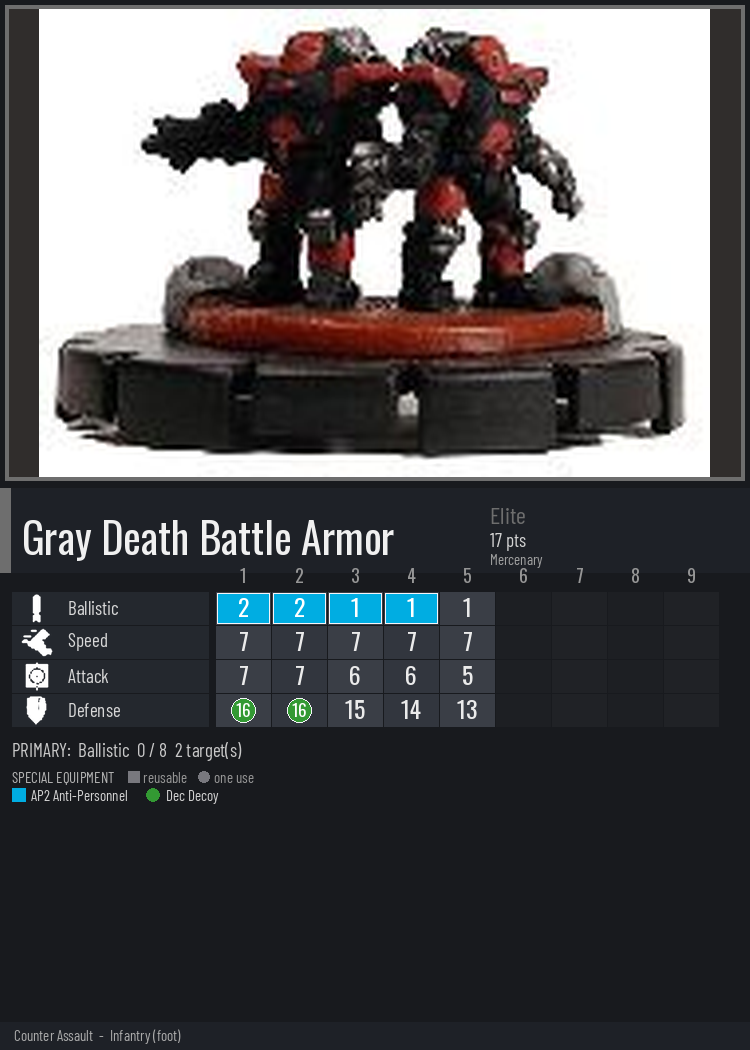 Gray Death Battle Armor
Elite
17 pts
Mercenary
1 2 3 4 5 6 7 8 9
Ballistic 2 2 1 1 1
Speed 7 7 7 7 7
Attack 7 7 6 6 5
Defense 16 16 15 14 13
PRIMARY: Ballistic 0 / 8 2 target(s)
SPECIAL EQUIPMENT reusable one use
AP2 Anti-Personnel Dec Decoy
Counter Assault - Infantry (foot)